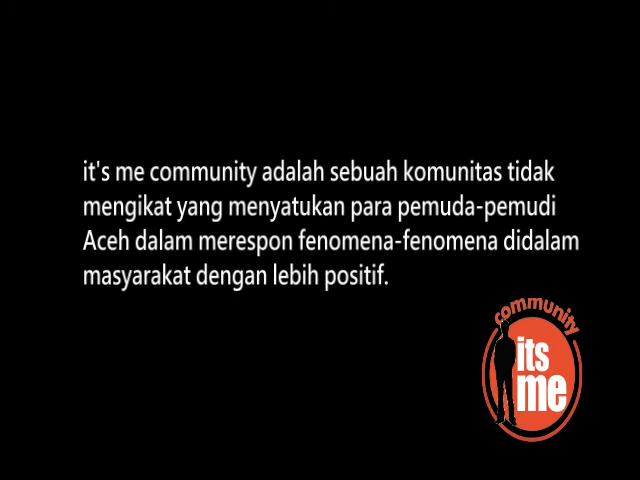 it's me community adalah sebuah komunitas tidak
mengikat yang menyatukan para pemuda-pemudi
Aceh dalam merespon fenomena-fenomena didalam
masyarakat dengan lebih positif.
community
its
me